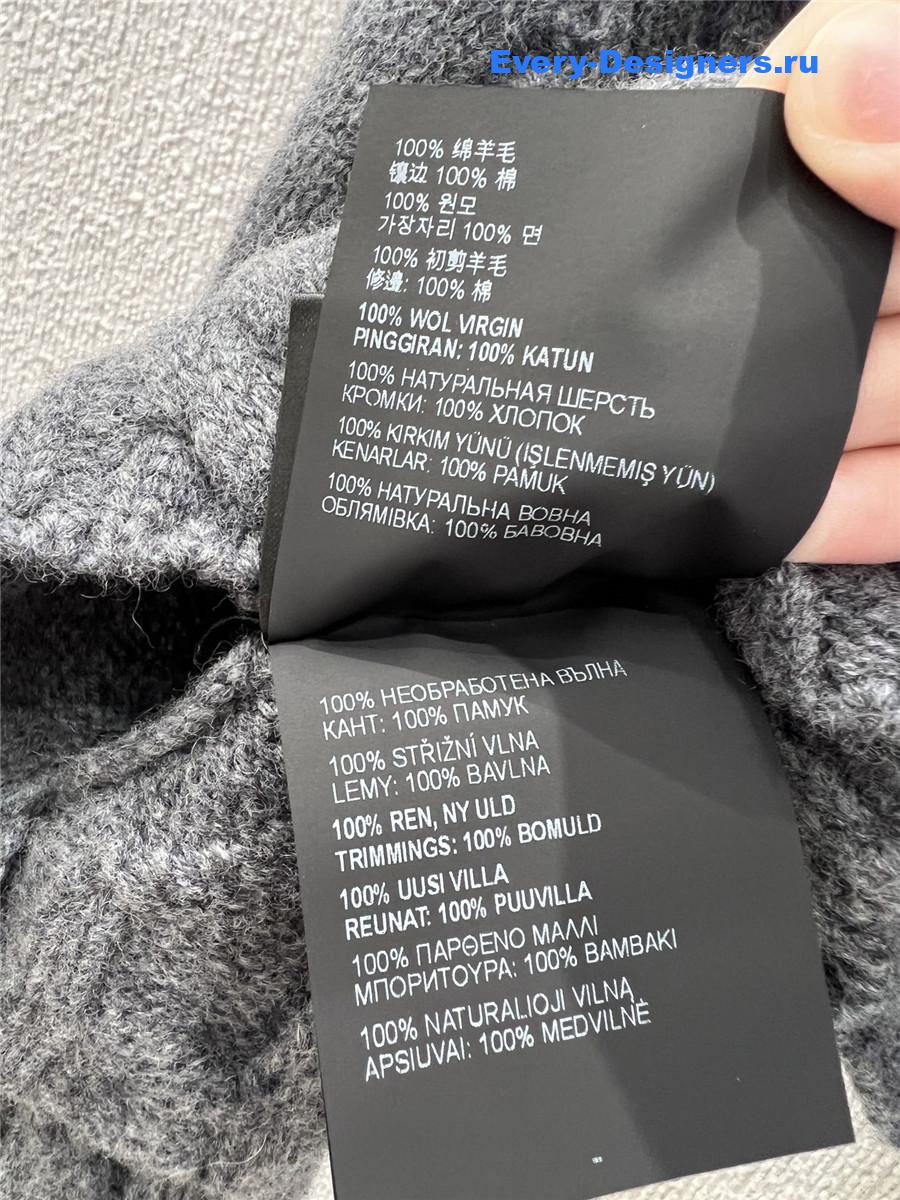 Every-Designers.ru
100% 绵羊毛
镶边 100% 棉
100% 원모
가장자리 100% 면
100% 初剪羊毛
修邊: 100% 棉
100% WOL VIRGIN
PINGGIRAN: 100% KATUN
100% НАТУРАЛЬНАЯ ШЕРСТЬ
КРОМКИ: 100% ХЛОПОК
100% KIRKIM YÜNÜ (İŞLENMEMİŞ YÜN)
KENARLAR: 100% PAMUK
100% НАТУРАЛЬНА ВОВНА
ОБЛЯМІВКА: 100% БАВОВНА
100% НЕОБРАБОТЕНА ВЪЛНА
КАНТ: 100% ПАМУК
100% STŘIŽNÍ VLNA
LEMY: 100% BAVLNA
100% REN, NY ULD
TRIMMINGS: 100% BOMULD
100% UUSI VILLA
REUNAT: 100% PUUVILLA
100% ΠΑΡΘΕΝΟ ΜΑΛΛΙ
ΜΠΟΡΙΤΟΥΡΑ: 100% ΒΑΜΒΑΚΙ
100% NATURALIOJI VILNA
APSIUVAI: 100% MEDVILNĖ